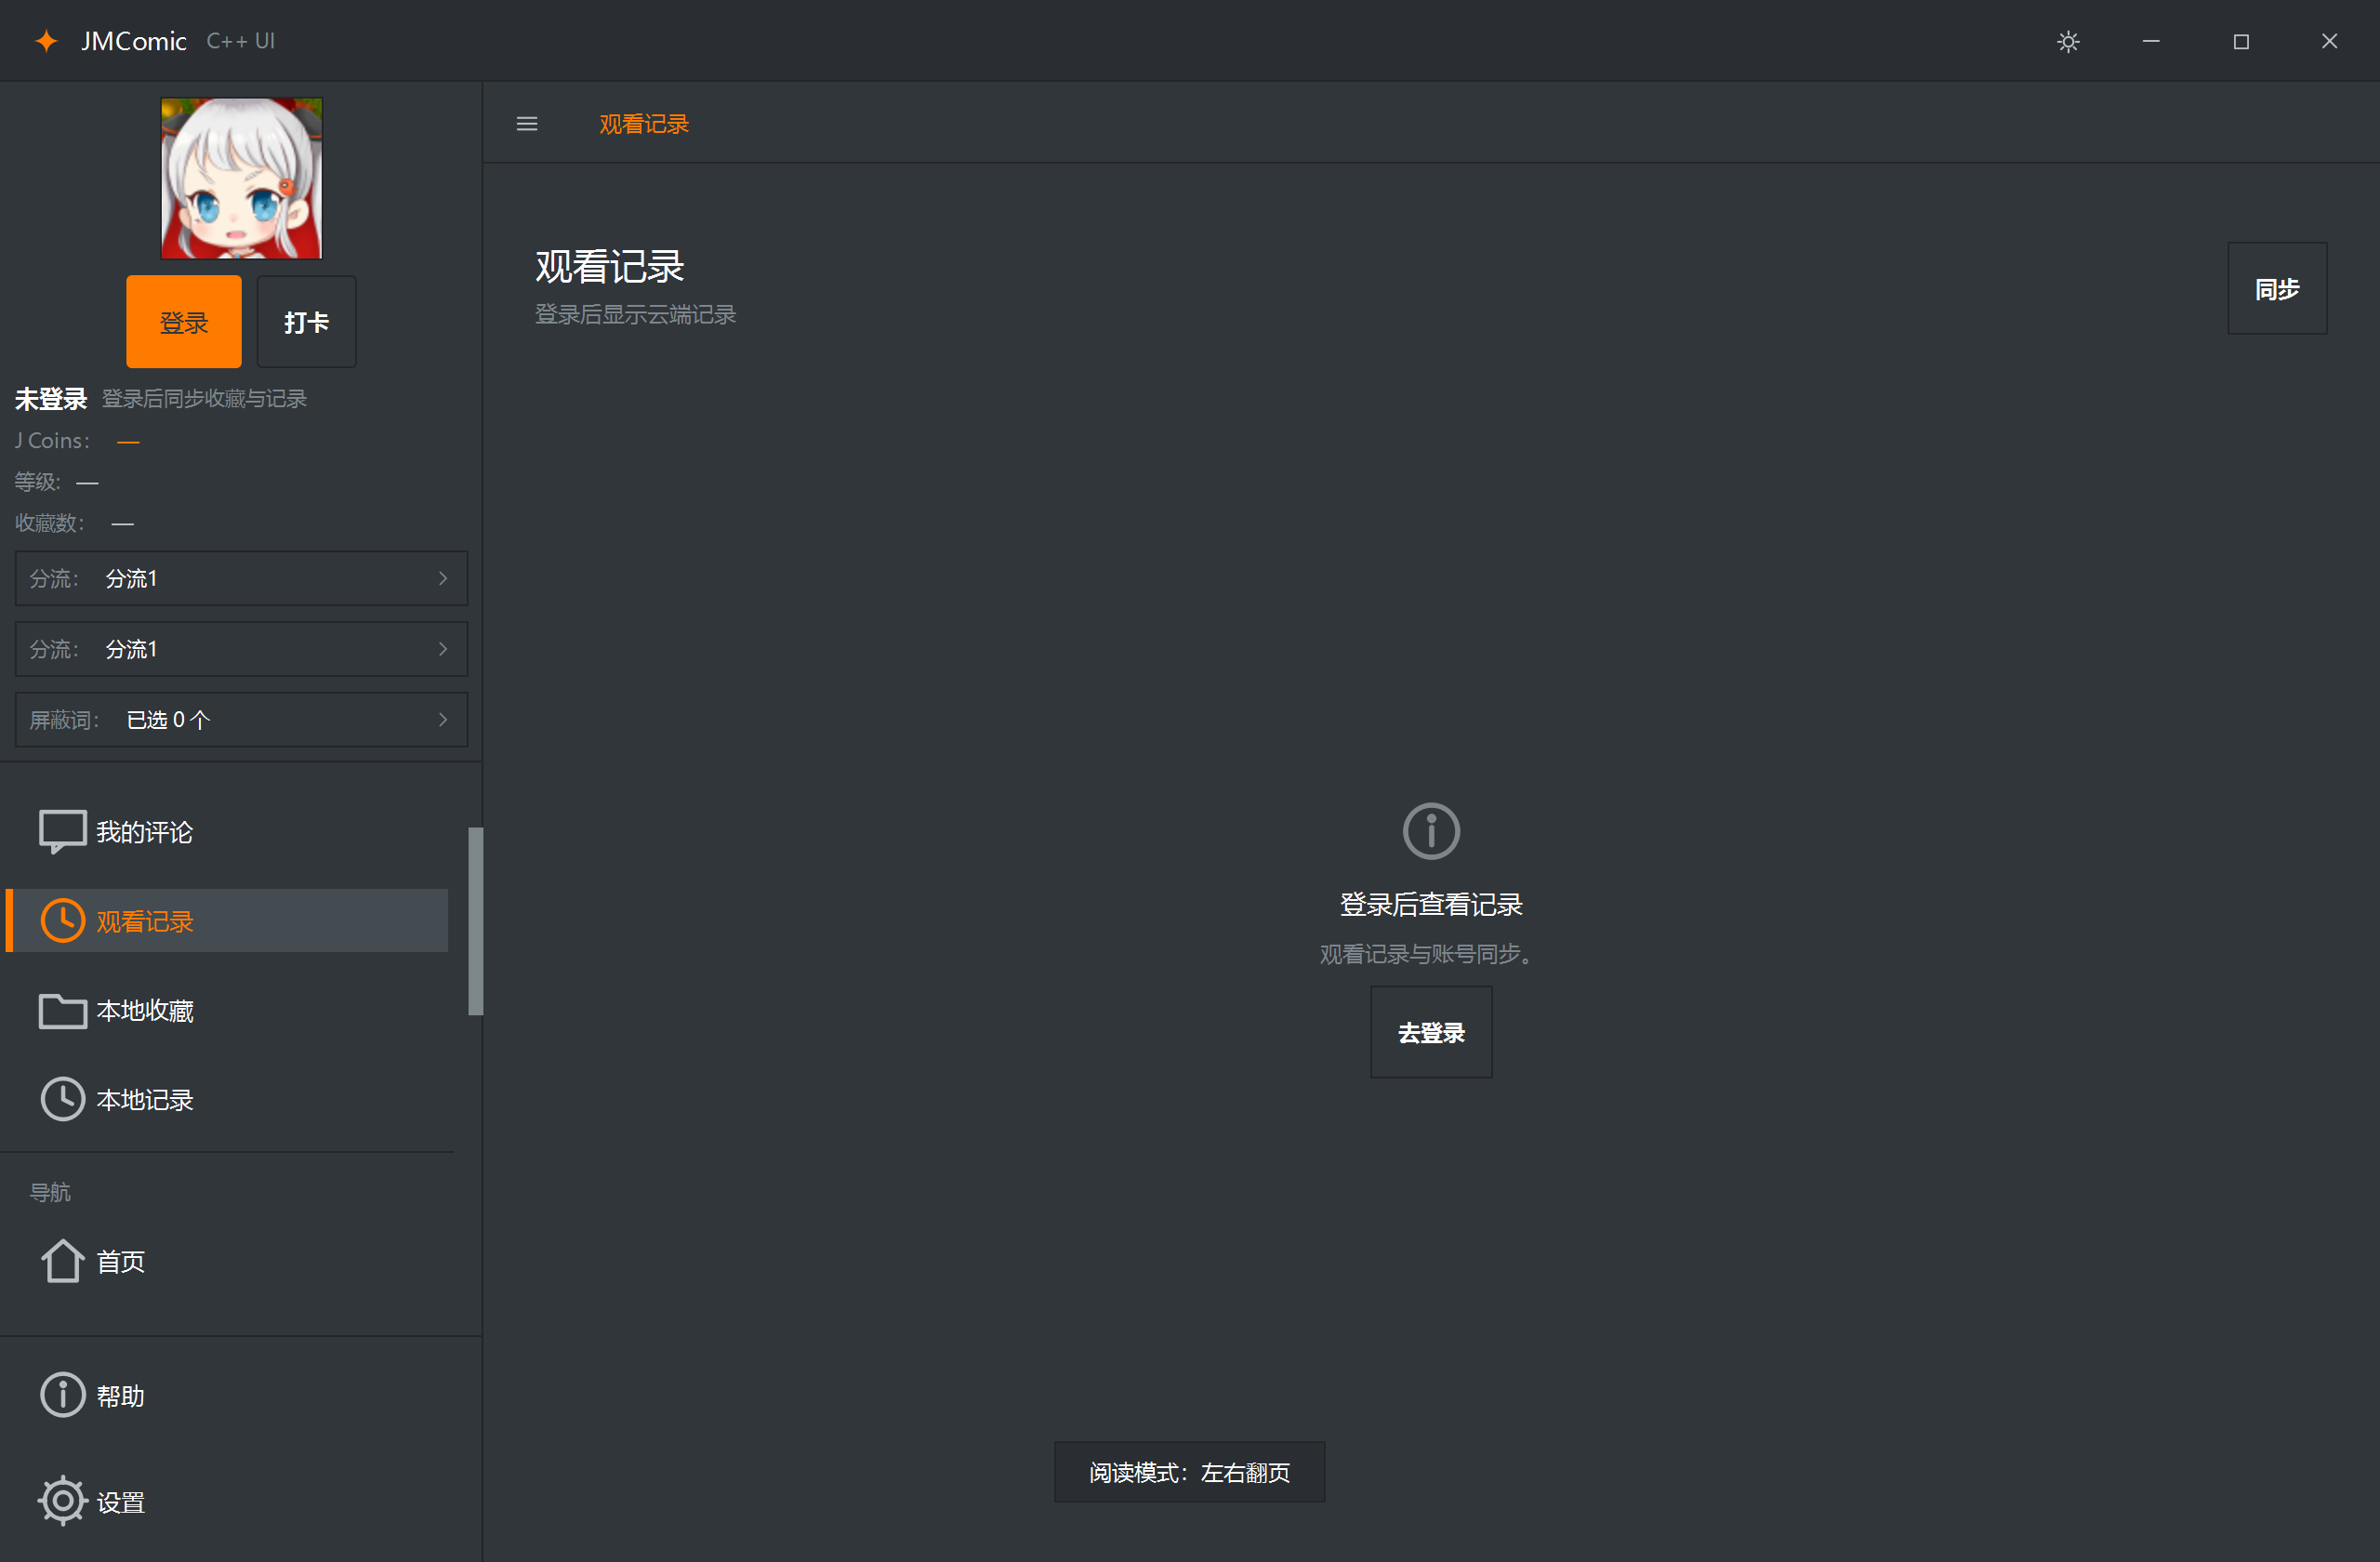 JMComic C++ UI
观看记录
登录 打卡
未登录 登录后同步收藏与记录
J Coins: —
等级: —
收藏数: —
分流: 分流1
分流: 分流1
屏蔽词: 已选 0 个
我的评论
观看记录
本地收藏
本地记录
导航
首页
帮助
设置
观看记录
登录后显示云端记录
同步
登录后查看记录
观看记录与账号同步。
去登录
阅读模式：左右翻页